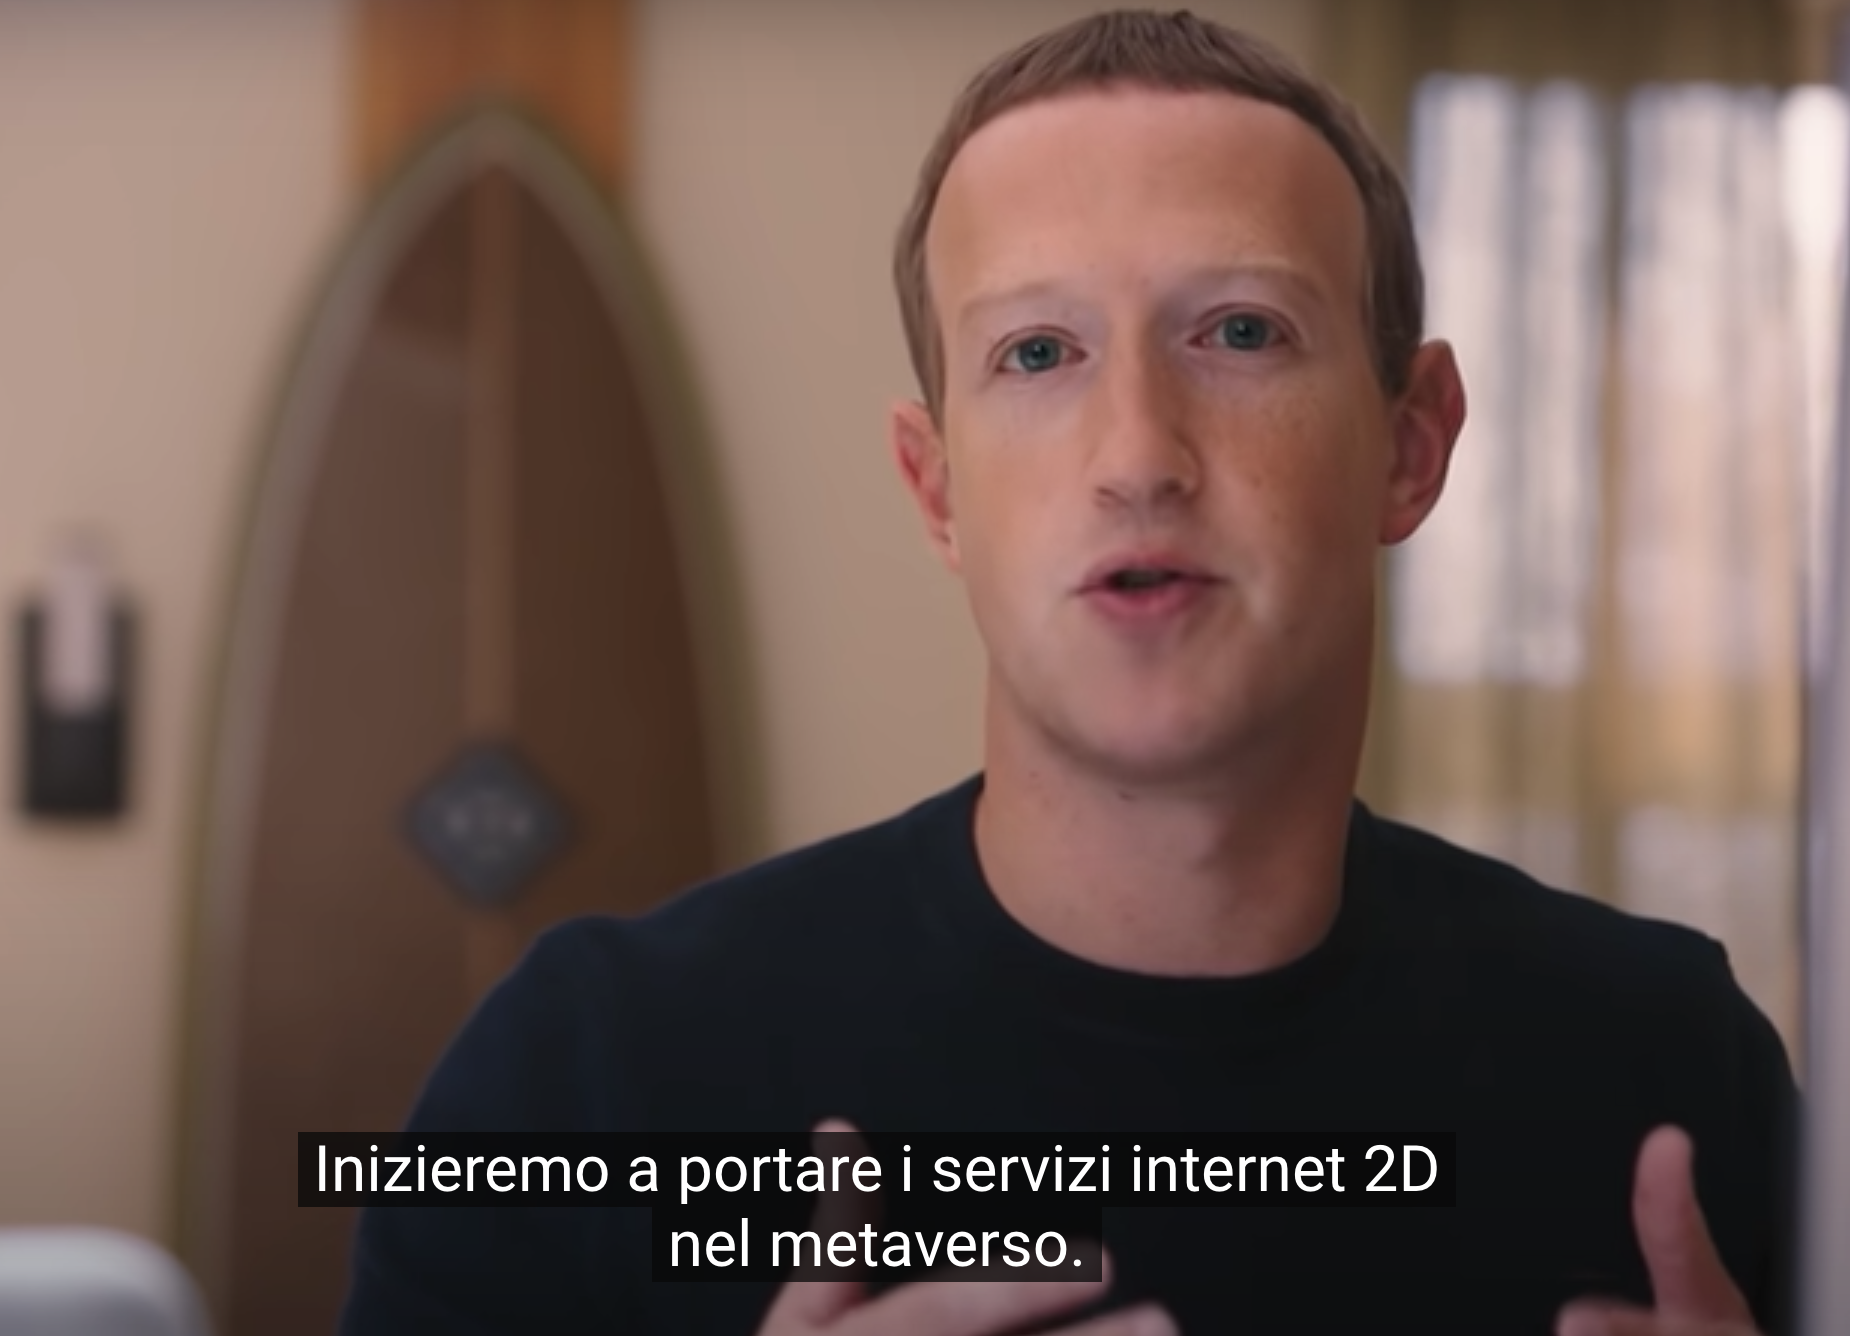 Inizieremo a portare i servizi internet 2D
nel metaverso.